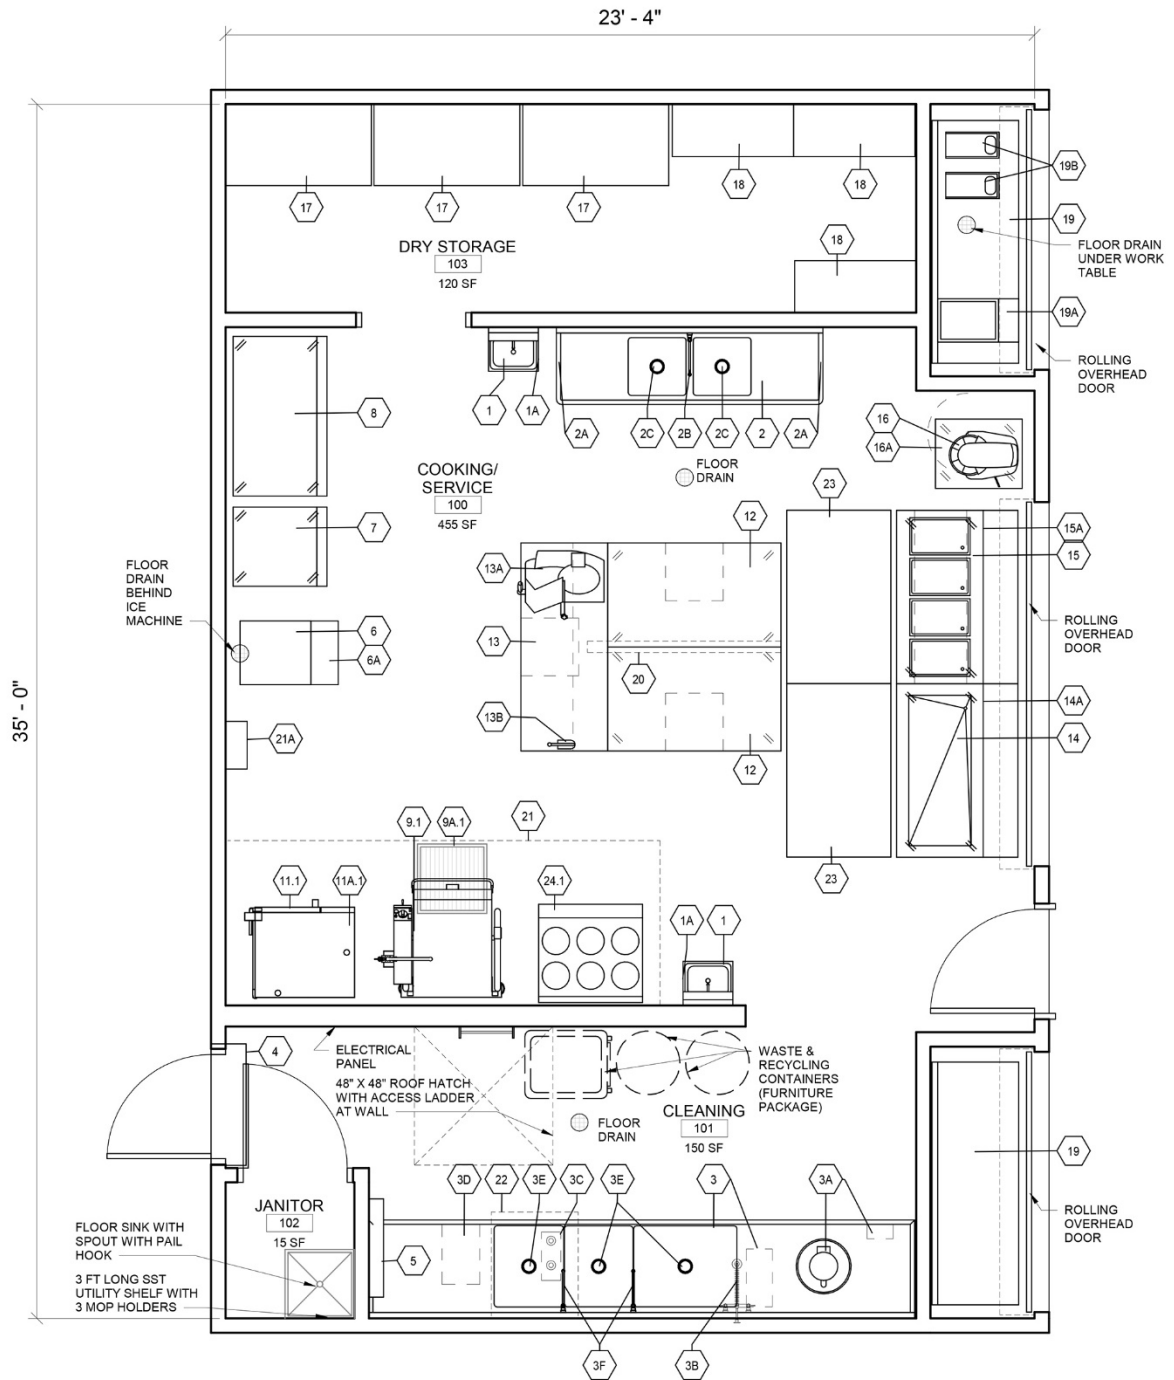 23' - 4"
35' - 0"
17
17
17
18
18
18
DRY STORAGE
103
120 SF
19B
19
FLOOR DRAIN
UNDER WORK
TABLE
19A
ROLLING
OVERHEAD
DOOR
1
1A
2A
2C
2B
2C
2
2A
16
16A
8
COOKING/
SERVICE
100
455 SF
FLOOR
DRAIN
23
7
12
15A
15
FLOOR
DRAIN
BEHIND
ICE
MACHINE
13A
6
6A
13
20
ROLLING
OVERHEAD
DOOR
14A
14
21A
13B
12
9.1
9A.1
21
23
11.1
11A.1
24.1
1A
1
4
ELECTRICAL
PANEL
48" X 48" ROOF HATCH
WITH ACCESS LADDER
AT WALL
WASTE &
RECYCLING
CONTAINERS
(FURNITURE
PACKAGE)
CLEANING
101
150 SF
FLOOR
DRAIN
3D
22
3E
3C
3E
3
3A
19
JANITOR
102
15 SF
FLOOR SINK WITH
SPOUT WITH PAIL
HOOK
3 FT LONG SST
UTILITY SHELF WITH
3 MOP HOLDERS
5
ROLLING
OVERHEAD
DOOR
3F
3B